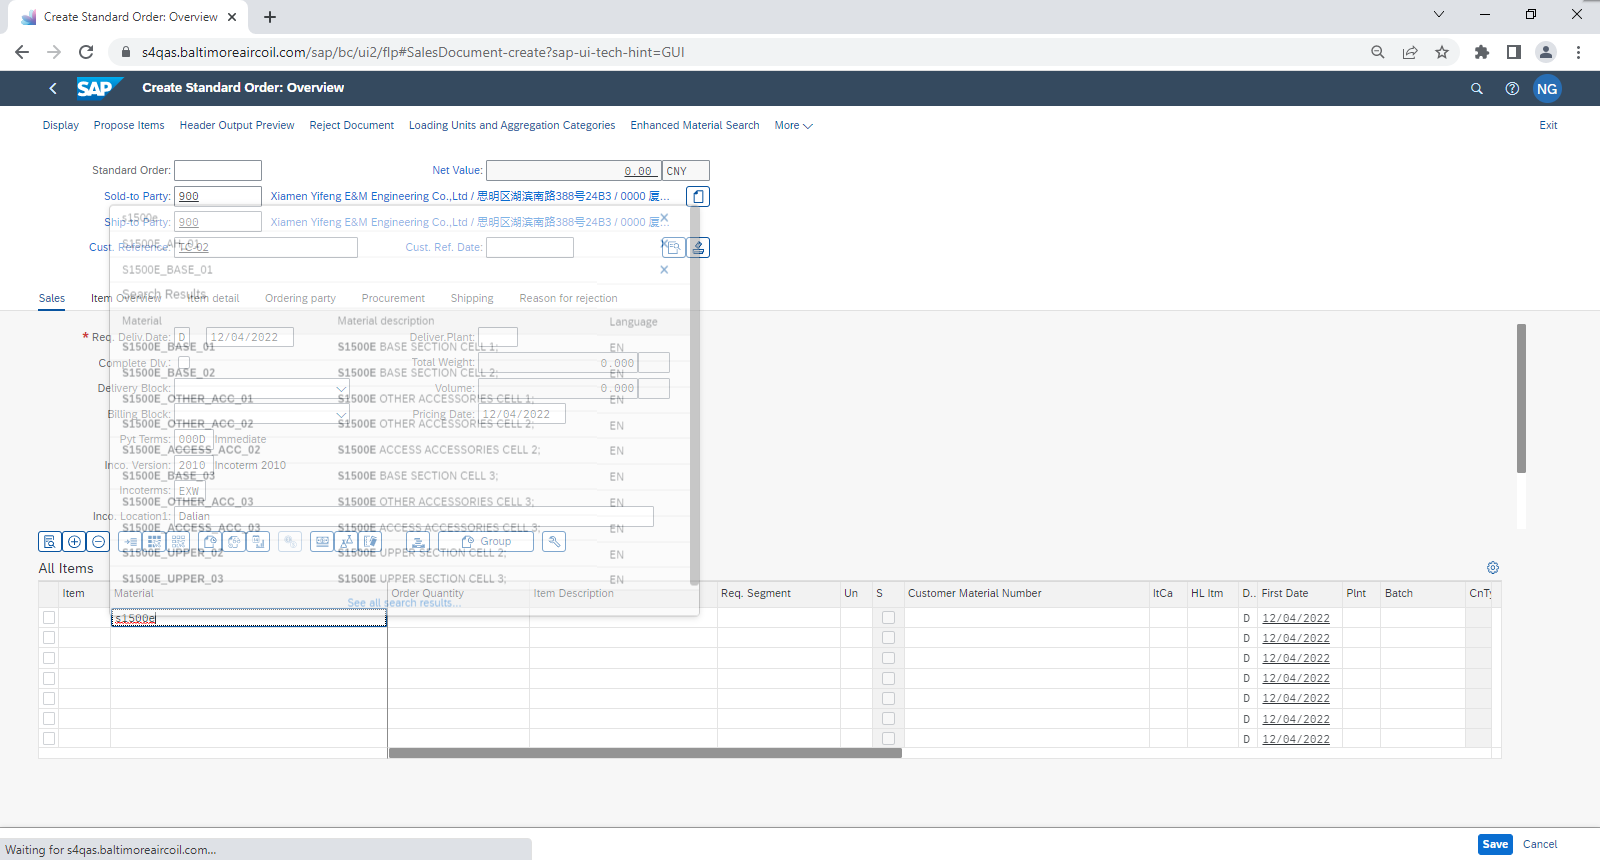 Create Standard Order: Overview
s4qas.baltimoreaircoil.com/sap/bc/ui2/flp#SalesDocument-create?sap-ui-tech-hint=GUI
SAP Create Standard Order: Overview NG
Display Propose Items Header Output Preview Reject Document Loading Units and Aggregation Categories Enhanced Material Search More Exit
Standard Order: Net Value: 0.00 CNY
Sold-to Party: 900 Xiamen Yifeng E&M Engineering Co.,Ltd / 思明区湖滨南路388号24B3 / 0000 厦...
s1500e
Ship-to Party: 900 Xiamen Yifeng E&M Engineering Co.,Ltd / 思明区湖滨南路388号24B3 / 0000 厦...
Cust. Reference: TC-02 Cust. Ref. Date:
S1500E_BASE_01
Search Results
Sales Item Overview Item detail Ordering party Procurement Shipping Reason for rejection
Material Material description Language
* Req. Deliv.Date: D 12/04/2022 Deliver.Plant:
S1500E_BASE_01 S1500E BASE SECTION CELL 1; EN
Complete Dlv.: Total Weight: 0.000
S1500E_BASE_02 S1500E BASE SECTION CELL 2; EN
Delivery Block: Volume: 0.000
S1500E_OTHER_ACC_01 S1500E OTHER ACCESSORIES CELL 1; EN
Billing Block: Pricing Date: 12/04/2022
S1500E_OTHER_ACC_02 S1500E OTHER ACCESSORIES CELL 2; EN
Pyt Terms: 000D Immediate
S1500E_ACCESS_ACC_02 S1500E ACCESS ACCESSORIES CELL 2; EN
Inco. Version: 2010 Incoterm 2010
S1500E_BASE_03 S1500E BASE SECTION CELL 3; EN
Incoterms: EXW
S1500E_OTHER_ACC_03 S1500E OTHER ACCESSORIES CELL 3; EN
Inco. Location1: Dalian
S1500E_ACCESS_ACC_03 S1500E ACCESS ACCESSORIES CELL 3; EN
Group
S1500E_UPPER_02 S1500E UPPER SECTION CELL 2; EN
All Items
S1500E_UPPER_03 S1500E UPPER SECTION CELL 3; EN
Item Material Order Quantity Item Description Req. Segment Un S Customer Material Number ItCa HL Itm D.. First Date Plnt Batch CnTy
See all search results...
s1500e D 12/04/2022
D 12/04/2022
D 12/04/2022
D 12/04/2022
D 12/04/2022
D 12/04/2022
D 12/04/2022
Save Cancel
Waiting for s4qas.baltimoreaircoil.com...